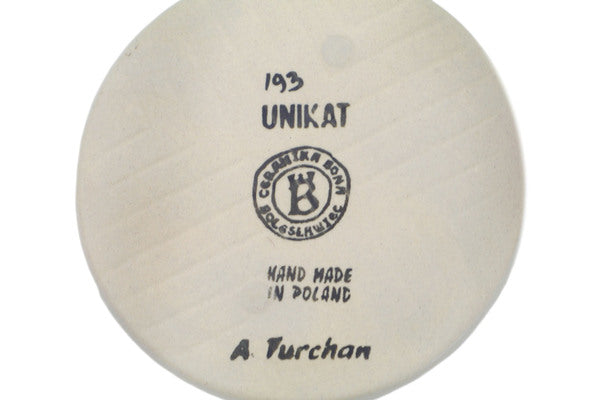 193
UNIKAT
CERAMIKA BONA
B
BOLESŁAWIEC
HAND MADE
IN POLAND
A. Turchan